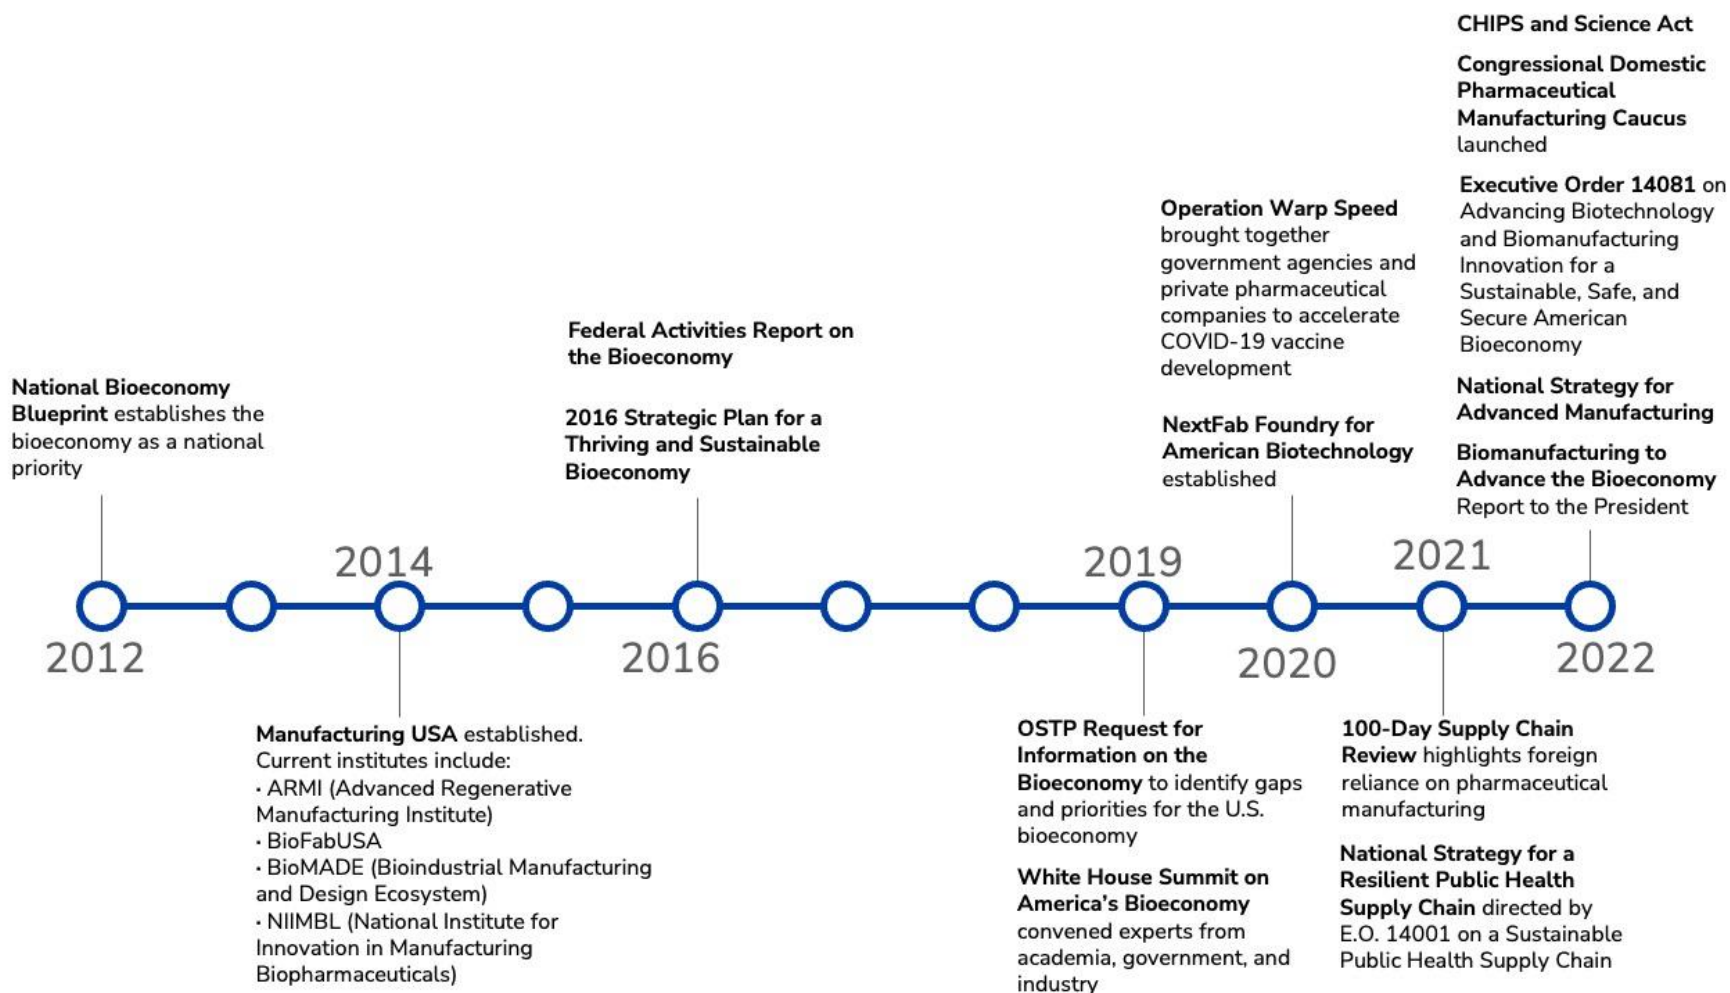 National Bioeconomy
Blueprint establishes the
bioeconomy as a national
priority
2012
2014
Manufacturing USA established.
Current institutes include:
· ARMI (Advanced Regenerative
Manufacturing Institute)
· BioFabUSA
· BioMADE (Bioindustrial Manufacturing
and Design Ecosystem)
· NIIMBL (National Institute for
Innovation in Manufacturing
Biopharmaceuticals)
Federal Activities Report on
the Bioeconomy
2016 Strategic Plan for a
Thriving and Sustainable
Bioeconomy
2016
2019
OSTP Request for
Information on the
Bioeconomy to identify gaps
and priorities for the U.S.
bioeconomy
White House Summit on
America's Bioeconomy
convened experts from
academia, government, and
industry
Operation Warp Speed
brought together
government agencies and
private pharmaceutical
companies to accelerate
COVID-19 vaccine
development
NextFab Foundry for
American Biotechnology
established
2020
2021
100-Day Supply Chain
Review highlights foreign
reliance on pharmaceutical
manufacturing
National Strategy for a
Resilient Public Health
Supply Chain directed by
E.O. 14001 on a Sustainable
Public Health Supply Chain
CHIPS and Science Act
Congressional Domestic
Pharmaceutical
Manufacturing Caucus
launched
Executive Order 14081 on
Advancing Biotechnology
and Biomanufacturing
Innovation for a
Sustainable, Safe, and
Secure American
Bioeconomy
National Strategy for
Advanced Manufacturing
Biomanufacturing to
Advance the Bioeconomy
Report to the President
2022